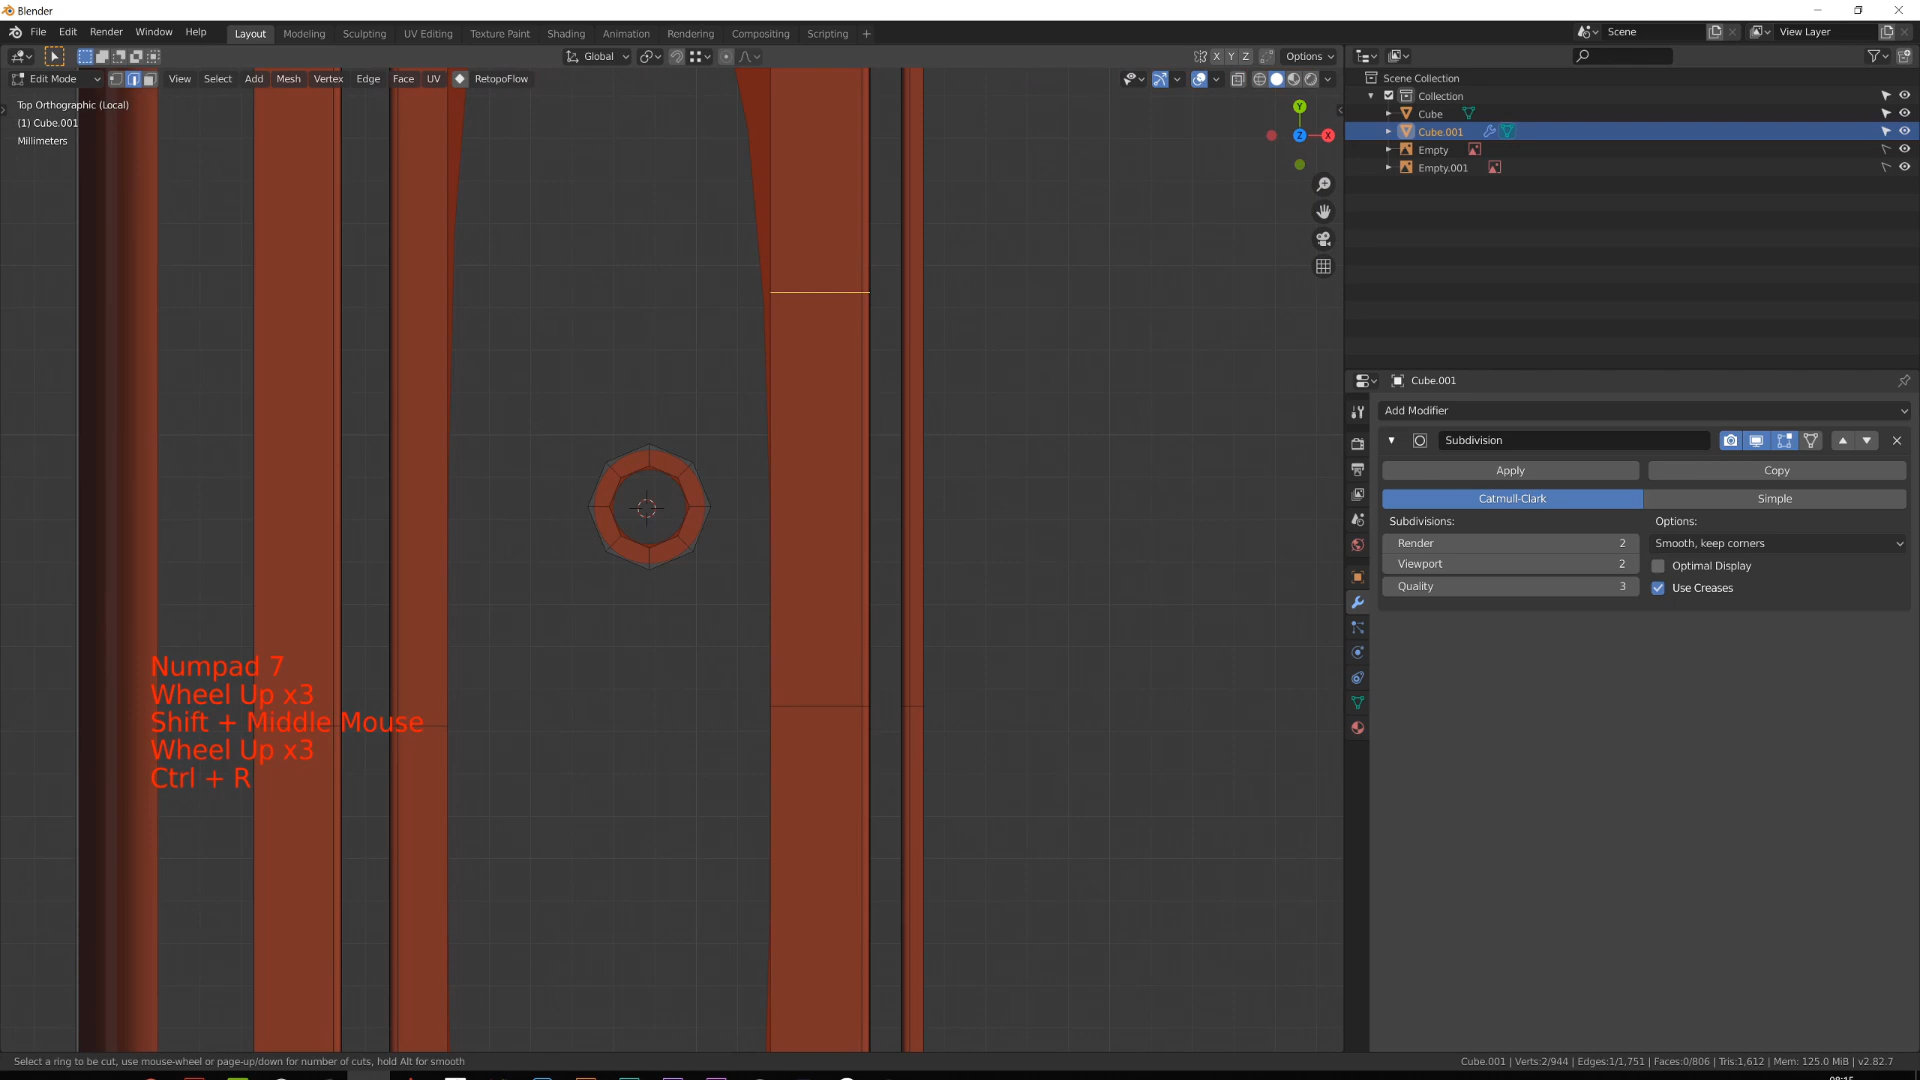 Blender
File Edit Render Window Help
Layout Modeling Sculpting UV Editing Texture Paint Shading Animation Rendering Compositing Scripting +
Scene
View Layer
Global
X Y Z
Options
Edit Mode
View Select Add Mesh Vertex Edge Face UV RetopoFlow
Top Orthographic (Local)
(1) Cube.001
Millimeters
Y
Z
X
Scene Collection
Collection
Cube
Cube.001
Empty
Empty.001
Cube.001
Add Modifier
Subdivision
Apply Copy
Catmull-Clark Simple
Subdivisions: Options:
Render 2 Smooth, keep corners
Viewport 2 Optimal Display
Quality 3 Use Creases
Numpad 7
Wheel Up x3
Shift + Middle Mouse
Wheel Up x3
Ctrl + R
Select a ring to be cut, use mouse-wheel or page-up/down for number of cuts, hold Alt for smooth
Cube.001 | Verts:2/944 | Edges:1/1,751 | Faces:0/806 | Tris:1,612 | Mem: 125.0 MiB | v2.82.7